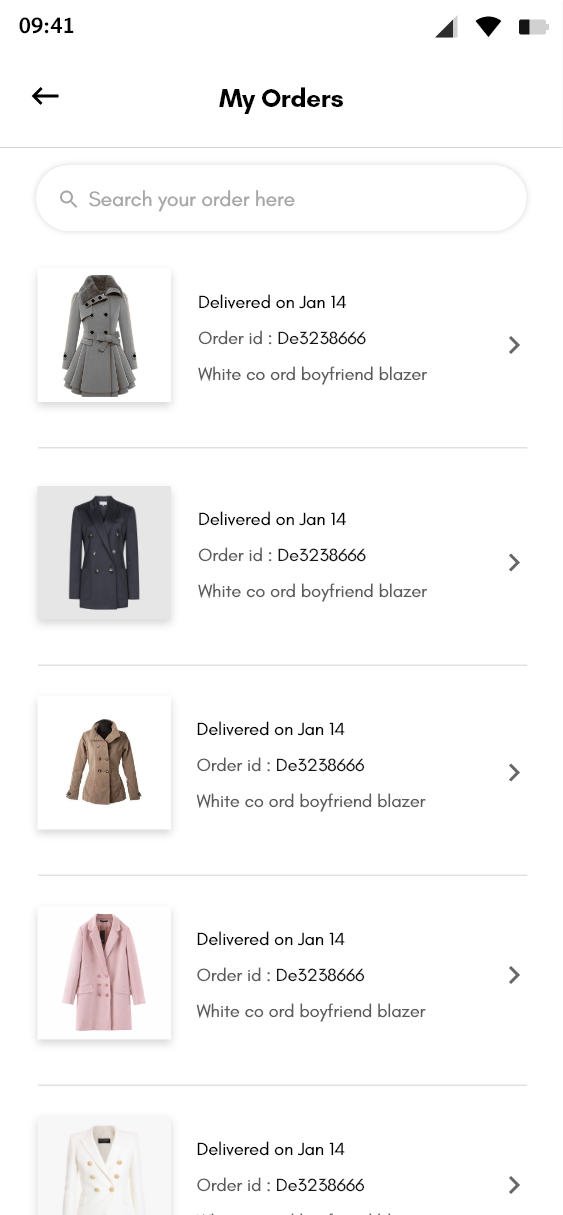 09:41
My Orders
Search your order here
Delivered on Jan 14
Order id : De3238666
White co ord boyfriend blazer
Delivered on Jan 14
Order id : De3238666
White co ord boyfriend blazer
Delivered on Jan 14
Order id : De3238666
White co ord boyfriend blazer
Delivered on Jan 14
Order id : De3238666
White co ord boyfriend blazer
Delivered on Jan 14
Order id : De3238666